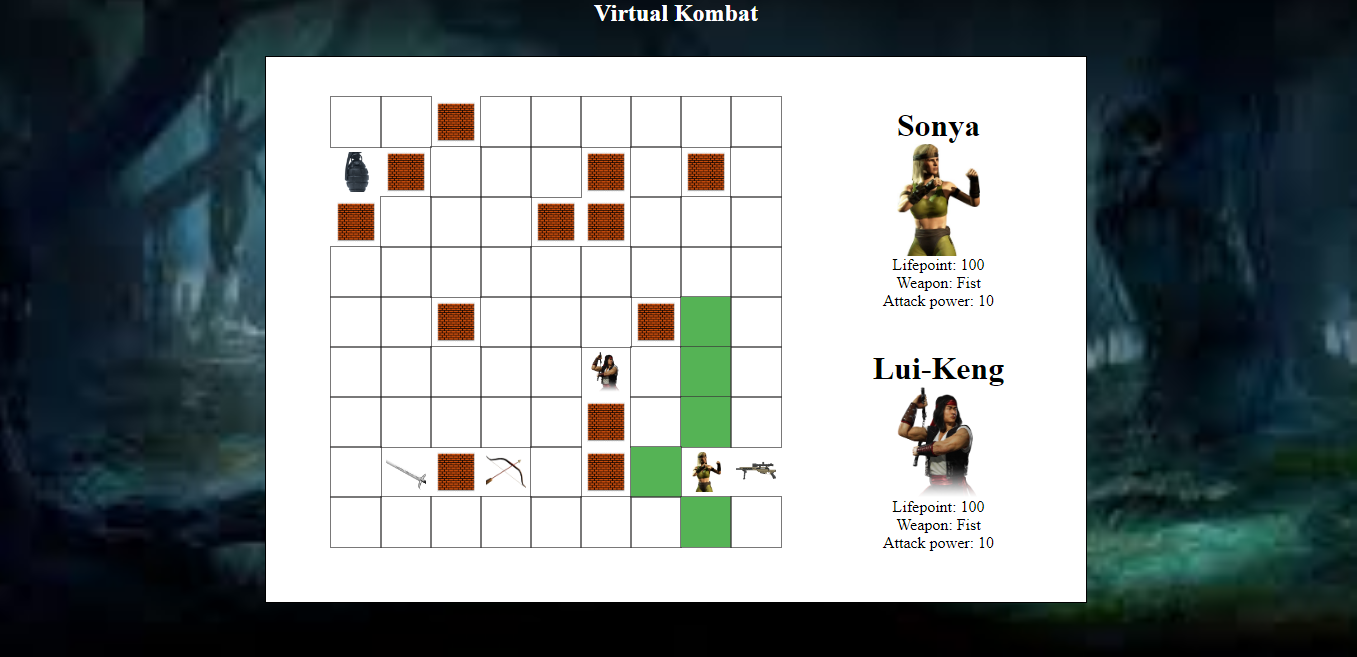 Virtual Kombat
Sonya
Lifepoint: 100
Weapon: Fist
Attack power: 10
Lui-Keng
Lifepoint: 100
Weapon: Fist
Attack power: 10